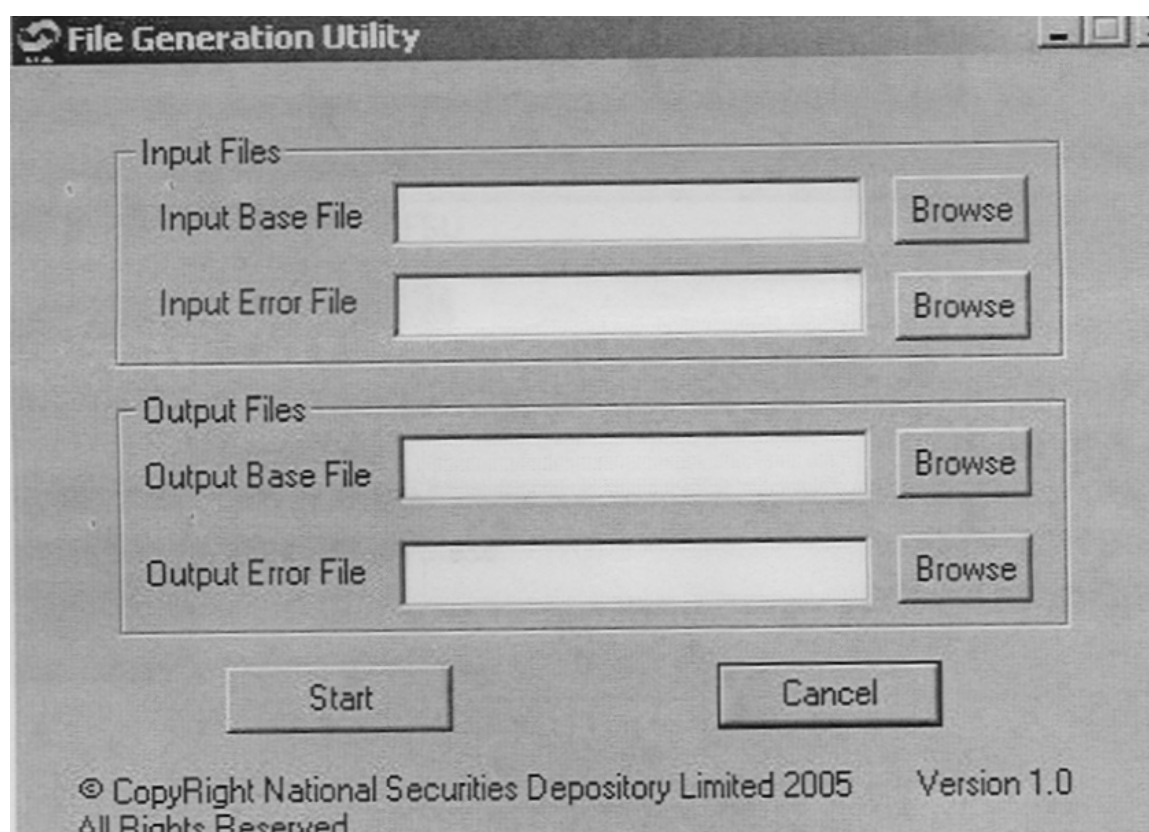 File Generation Utility
Input Files
Input Base File Browse
Input Error File Browse
Output Files
Output Base File Browse
Output Error File Browse
Start Cancel
© CopyRight National Securities Depository Limited 2005 Version 1.0
All Rights Reserved